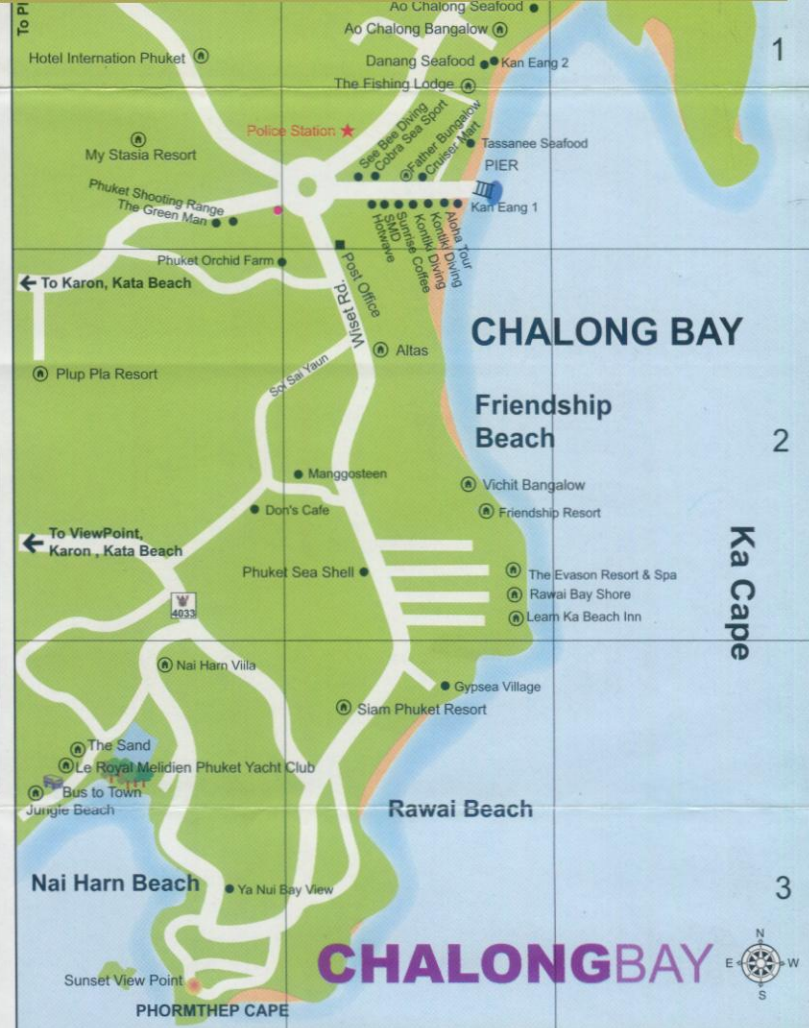 To Pl
Ao Chalong Seafood
Ao Chalong Bangalow
1
Hotel Internation Phuket
Danang Seafood
Kan Eang 2
The Fishing Lodge
Police Station
See Bee Diving
Cobra Sea Sport
Father Bungalow
Cruiser Mart
Tassanee Seafood
My Stasia Resort
PIER
Phuket Shooting Range
The Green Man
Kan Eang 1
Hotwave
SMD
Sunrise Coffee
Kontiki Diving
Kontiki Diving
Aloha Tour
Phuket Orchid Farm
Post Office
To Karon, Kata Beach
Wiset Rd.
CHALONG BAY
Altas
Soi Sai Yaun
Plup Pla Resort
Friendship
Beach
2
Manggosteen
Vichit Bangalow
Don's Cafe
Friendship Resort
To ViewPoint,
Karon , Kata Beach
Ka Cape
Phuket Sea Shell
The Evason Resort & Spa
Rawai Bay Shore
4033
Leam Ka Beach Inn
Nai Harn Viila
Gypsea Village
Siam Phuket Resort
The Sand
Le Royal Melidien Phuket Yacht Club
Bus to Town
Jungle Beach
Rawai Beach
Nai Harn Beach
Ya Nui Bay View
3
CHALONGBAY
N
E W
S
Sunset View Point
PHORMTHEP CAPE